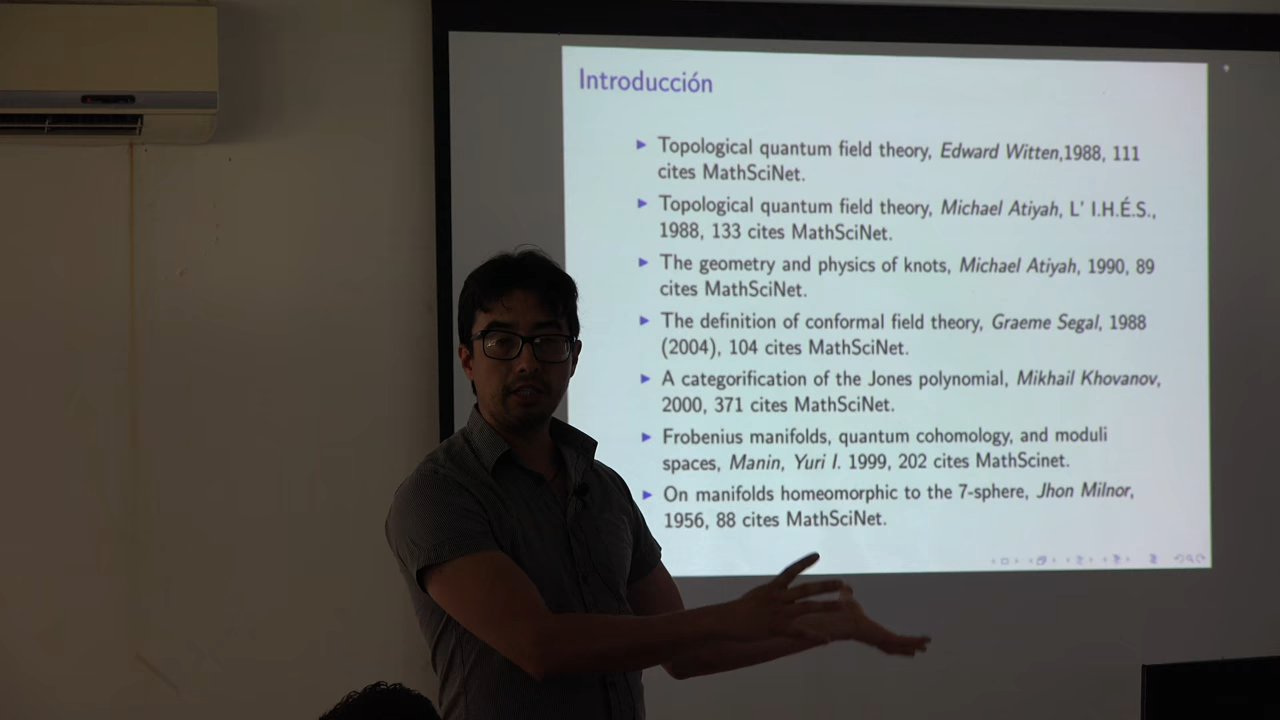 Introducción
Topological quantum field theory, Edward Witten,1988, 111
cites MathSciNet.
Topological quantum field theory, Michael Atiyah, L' I.H.É.S.,
1988, 133 cites MathSciNet.
The geometry and physics of knots, Michael Atiyah, 1990, 89
cites MathSciNet.
The definition of conformal field theory, Graeme Segal, 1988
(2004), 104 cites MathSciNet.
A categorification of the Jones polynomial, Mikhail Khovanov,
2000, 371 cites MathSciNet.
Frobenius manifolds, quantum cohomology, and moduli
spaces, Manin, Yuri I. 1999, 202 cites MathScinet.
On manifolds homeomorphic to the 7-sphere, Jhon Milnor,
1956, 88 cites MathSciNet.